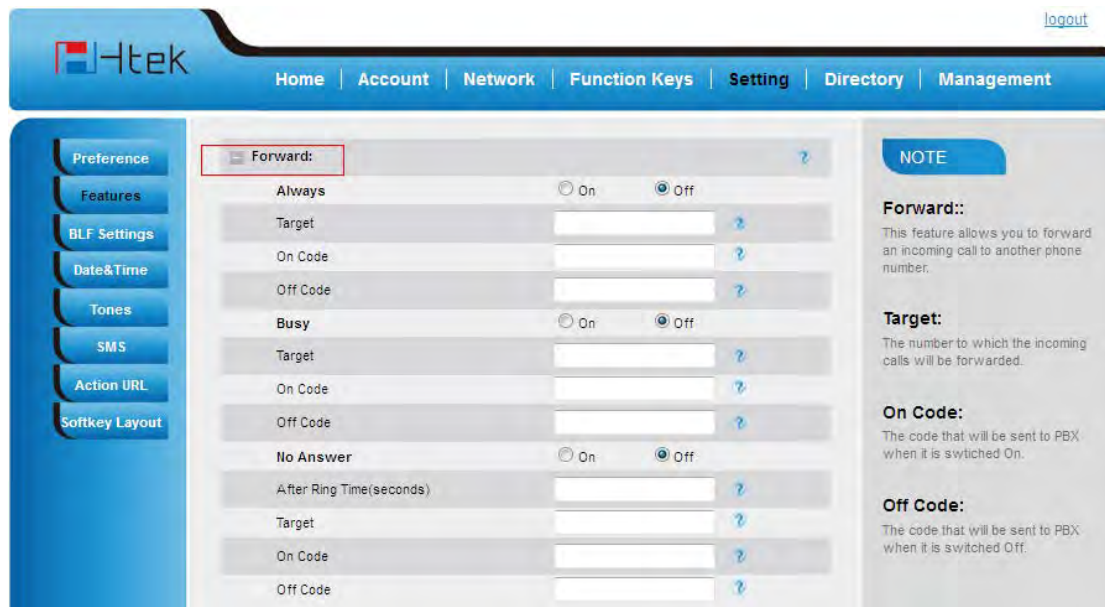 logout
Htek
Home | Account | Network | Function Keys | Setting | Directory | Management
Preference
Features
BLF Settings
Date&Time
Tones
SMS
Action URL
Softkey Layout
Forward:
Always On Off
Target
On Code
Off Code
Busy On Off
Target
On Code
Off Code
No Answer On Off
After Ring Time(seconds)
Target
On Code
Off Code
NOTE
Forward::
This feature allows you to forward
an incoming call to another phone
number.
Target:
The number to which the incoming
calls will be forwarded.
On Code:
The code that will be sent to PBX
when it is swtiched On.
Off Code:
The code that will be sent to PBX
when it is switched Off.